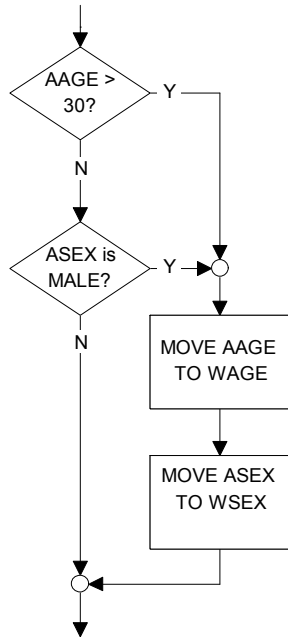 AAGE >
30?
Y
N
ASEX is
MALE?
Y
N
MOVE AAGE
TO WAGE
MOVE ASEX
TO WSEX